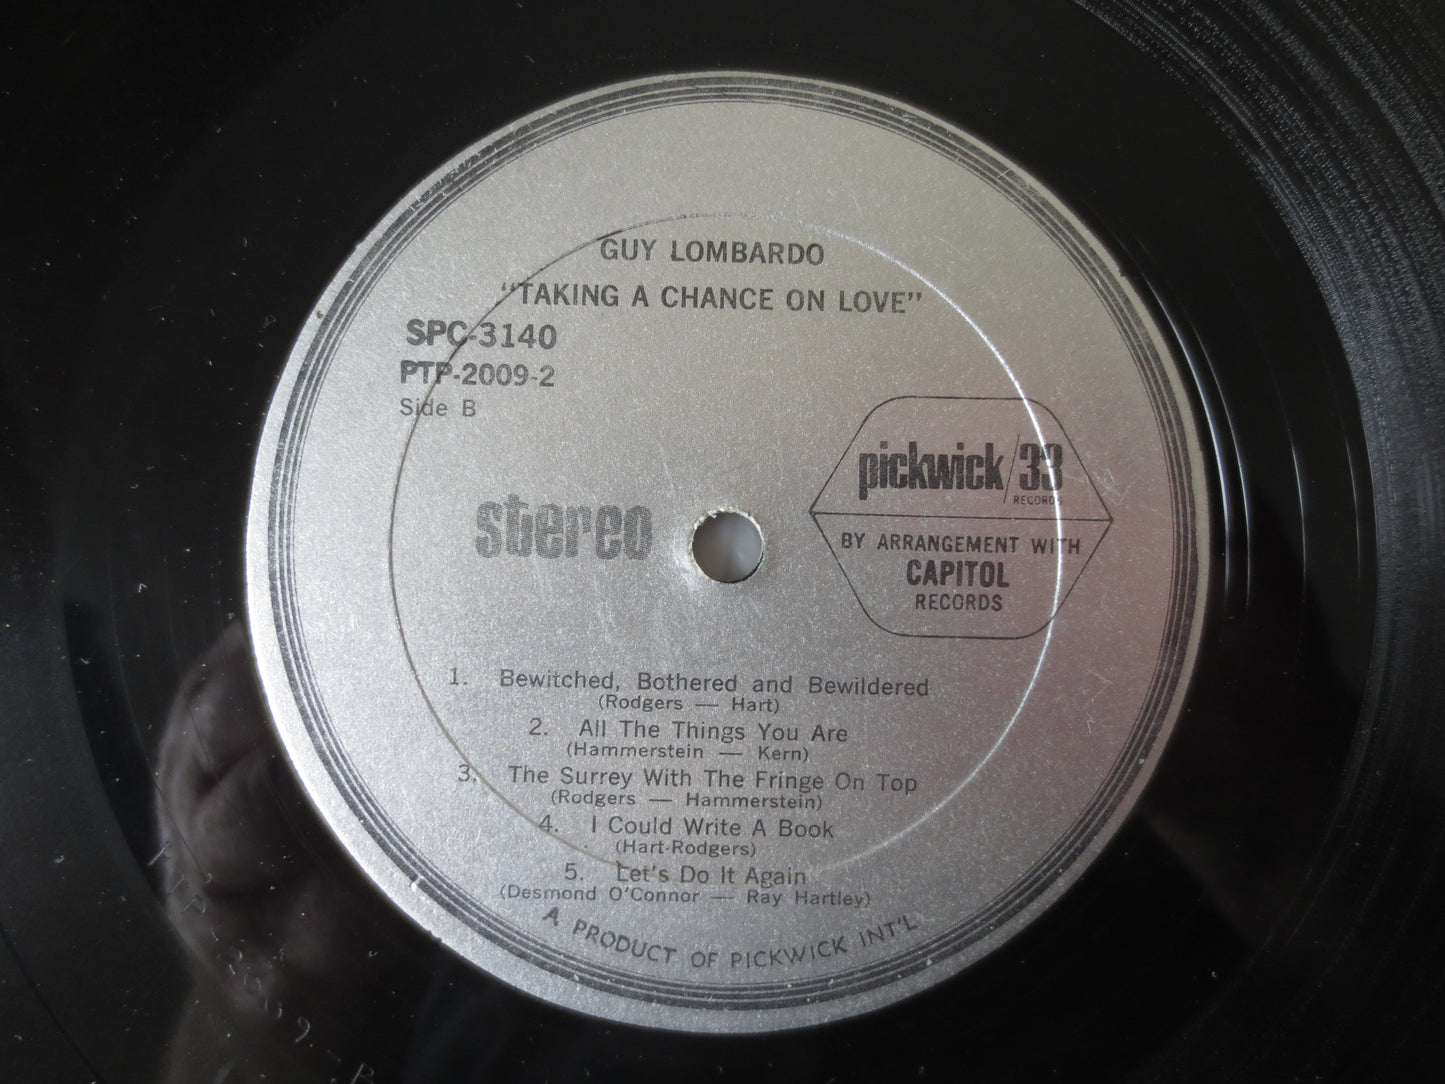 GUY LOMBARDO
"TAKING A CHANCE ON LOVE"
SPC-3140
PTP-2009-2
Side B
stereo
pickwick/33
RECORDS
BY ARRANGEMENT WITH
CAPITOL
RECORDS
1. Bewitched, Bothered and Bewildered
(Rodgers — Hart)
2. All The Things You Are
(Hammerstein — Kern)
3. The Surrey With The Fringe On Top
(Rodgers — Hammerstein)
4. I Could Write A Book
(Hart-Rodgers)
5. Let's Do It Again
(Desmond O'Connor — Ray Hartley)
A PRODUCT OF PICKWICK INT'L